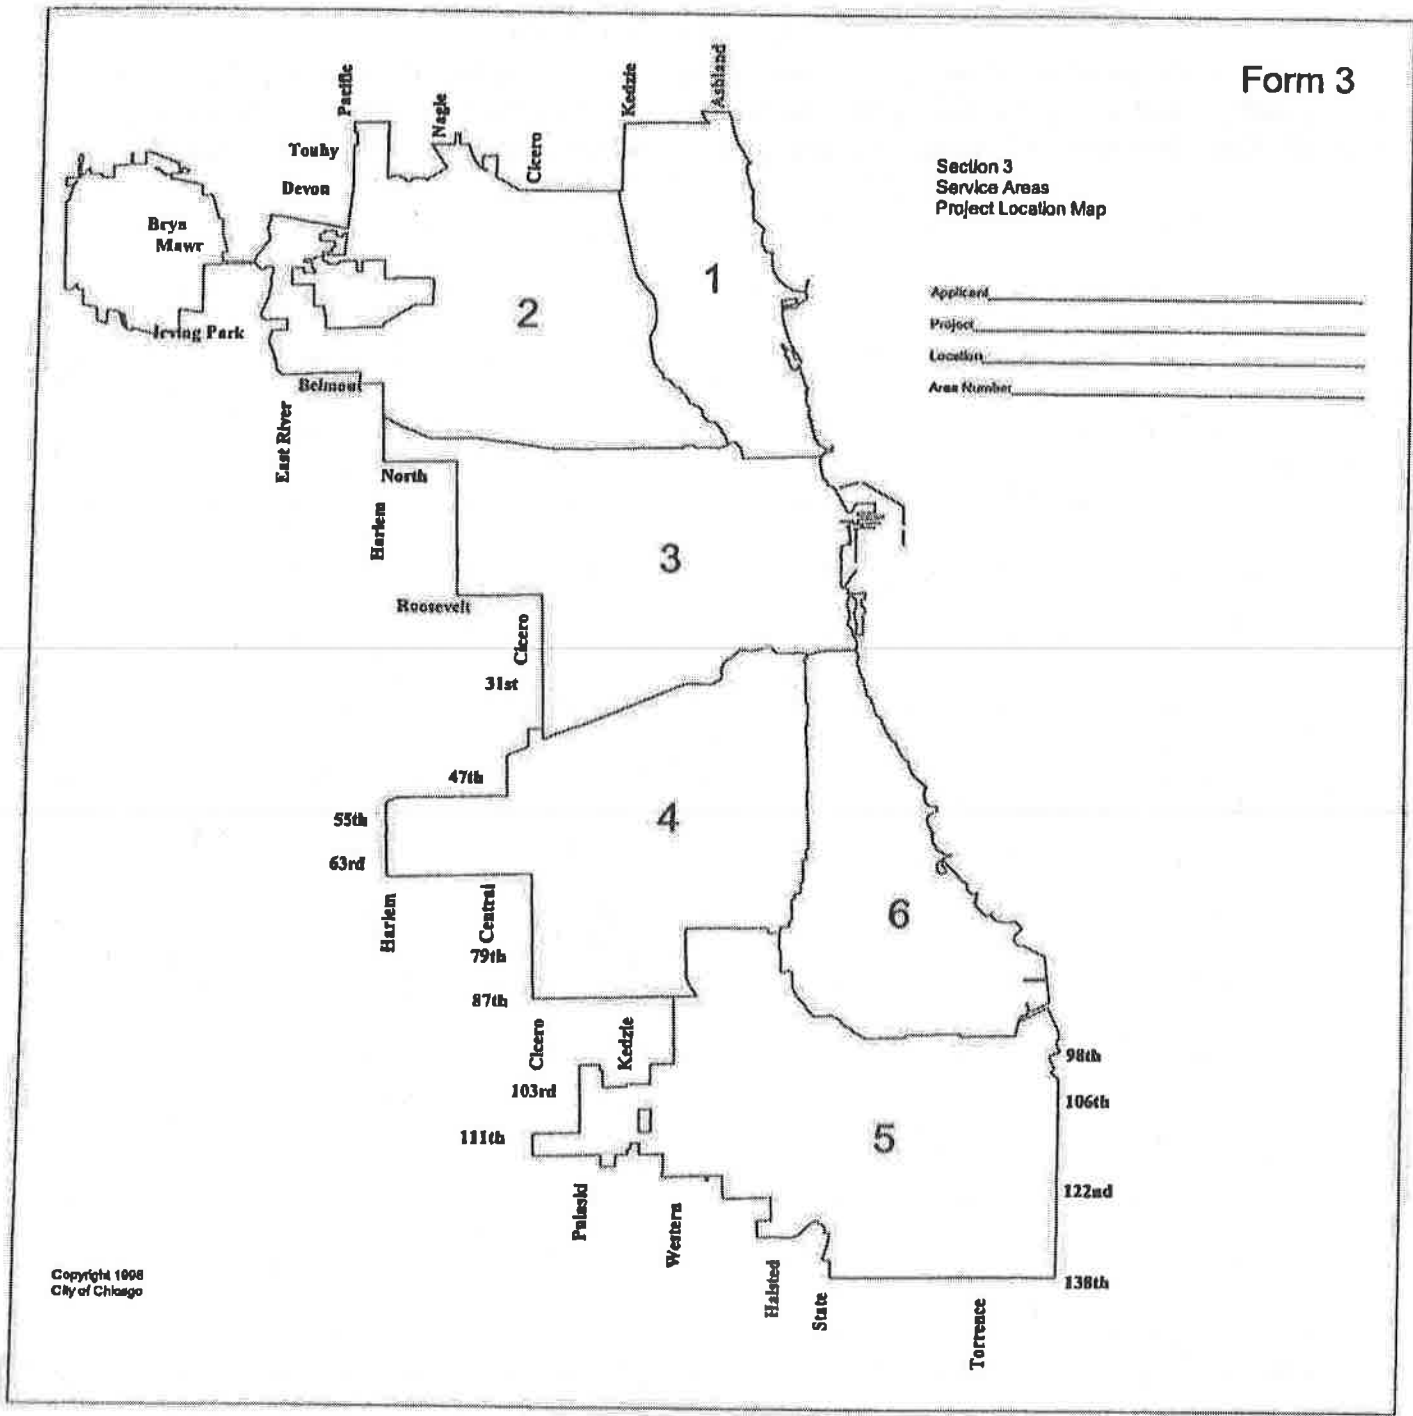 Form 3
Section 3
Service Areas
Project Location Map
Applicant
Project
Location
Area Number
Pacific
Nagle
Cicero
Kedzie
Ashland
Touhy
Devon
Bryn
Mawr
Irving Park
Belmont
East River
North
Harlem
Roosevelt
Cicero
31st
47th
55th
63rd
Harlem
Central
79th
87th
Cicero
Kedzie
103rd
111th
Pulaski
Western
Halsted
State
Torrence
98th
106th
122nd
138th
1
2
3
4
6
5
Copyright 1998
City of Chicago